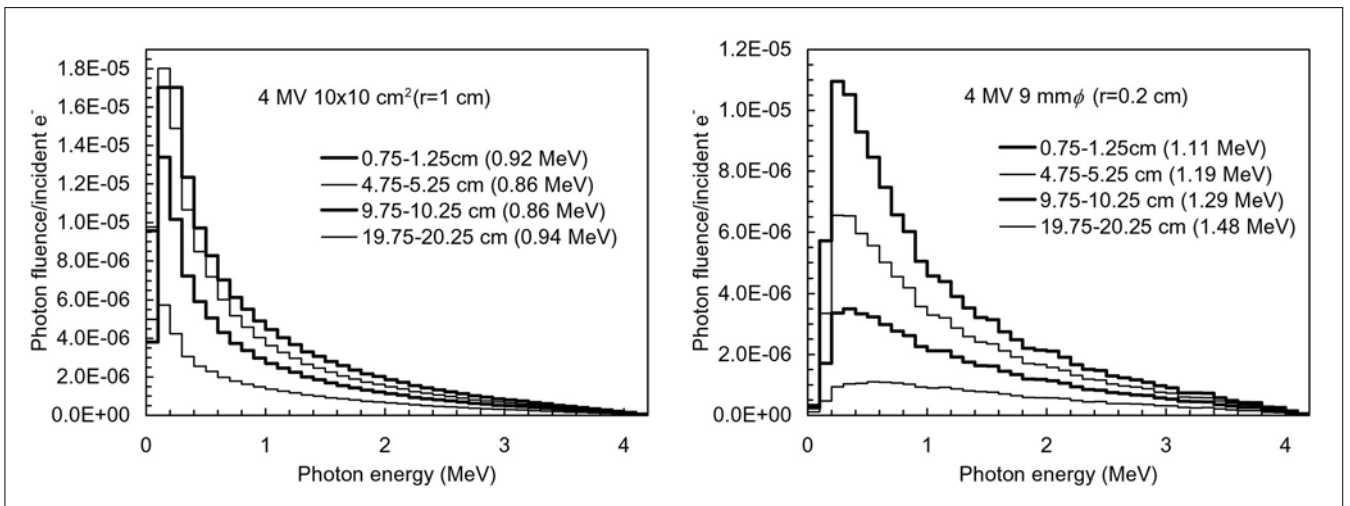 Photon fluence/incident e⁻
1.8E-05
1.6E-05
1.4E-05
1.2E-05
1.0E-05
8.0E-06
6.0E-06
4.0E-06
2.0E-06
0.0E+00
4 MV 10x10 cm²(r=1 cm)
0.75-1.25cm (0.92 MeV)
4.75-5.25 cm (0.86 MeV)
9.75-10.25 cm (0.86 MeV)
19.75-20.25 cm (0.94 MeV)
0 1 2 3 4
Photon energy (MeV)
Photon fluence/incident e⁻
1.2E-05
1.0E-05
8.0E-06
6.0E-06
4.0E-06
2.0E-06
0.0E+00
4 MV 9 mmϕ (r=0.2 cm)
0.75-1.25cm (1.11 MeV)
4.75-5.25 cm (1.19 MeV)
9.75-10.25 cm (1.29 MeV)
19.75-20.25 cm (1.48 MeV)
0 1 2 3 4
Photon energy (MeV)